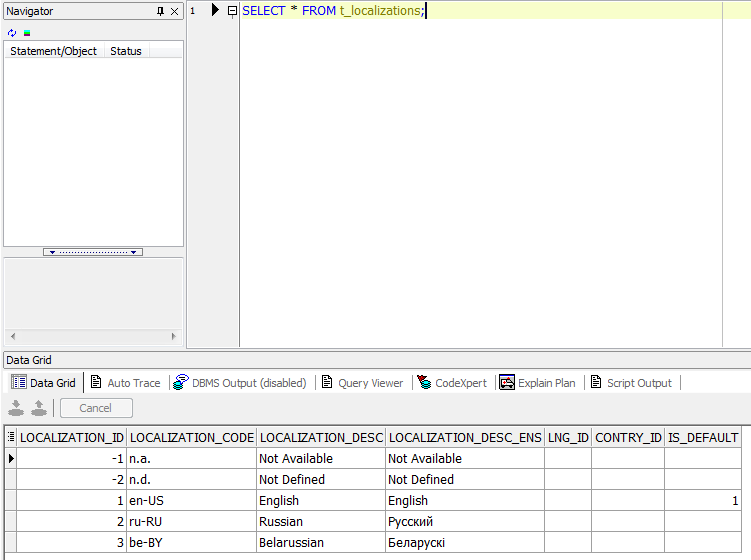 Navigator
Statement/Object Status
1 SELECT * FROM t_localizations;
Data Grid
Data Grid Auto Trace DBMS Output (disabled) Query Viewer CodeXpert Explain Plan Script Output
Cancel
LOCALIZATION_ID LOCALIZATION_CODE LOCALIZATION_DESC LOCALIZATION_DESC_ENS LNG_ID CONTRY_ID IS_DEFAULT
-1 n.a. Not Available Not Available
-2 n.d. Not Defined Not Defined
1 en-US English English 1
2 ru-RU Russian Русский
3 be-BY Belarussian Беларускі